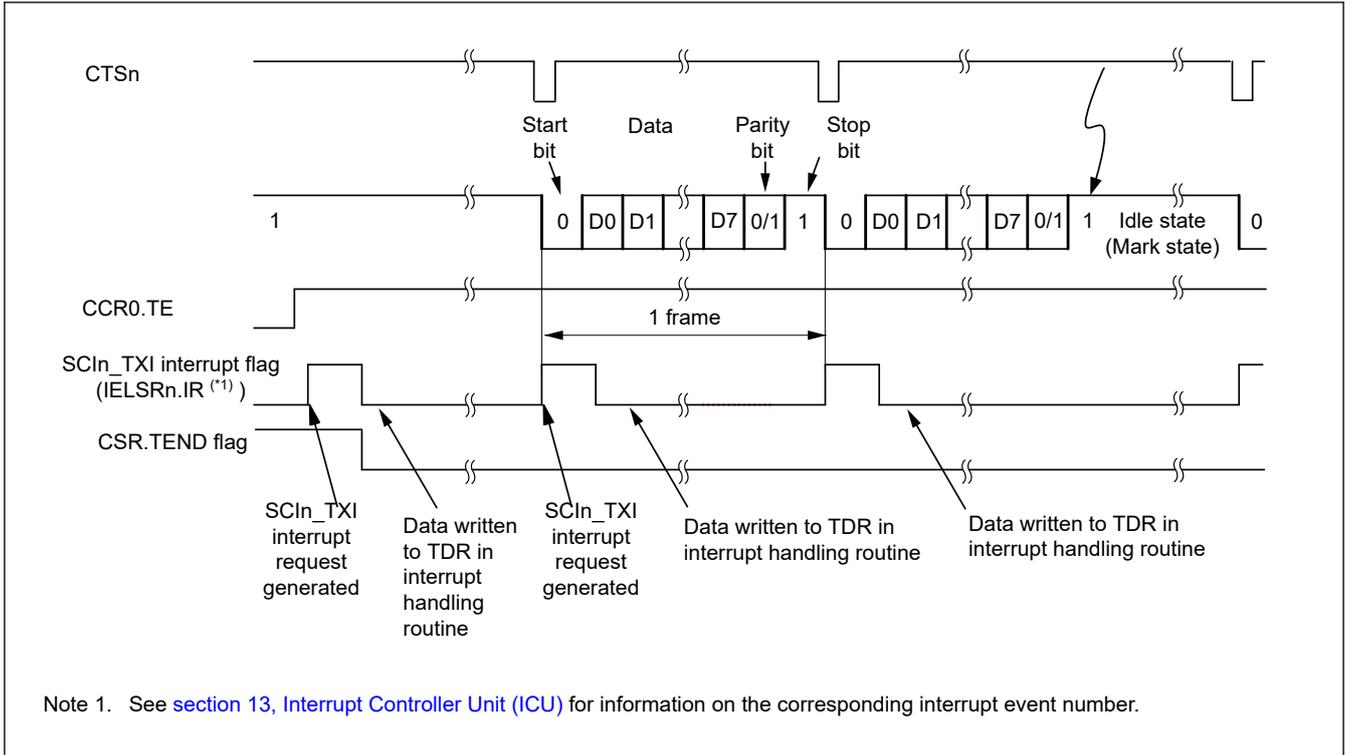 CTSn
Start bit
Data
Parity bit
Stop bit
1
0 D0 D1 D7 0/1 1 0 D0 D1 D7 0/1 1 Idle state (Mark state) 0
CCR0.TE
1 frame
SCIn_TXI interrupt flag
(IELSRn.IR (*1) )
CSR.TEND flag
SCIn_TXI
interrupt
request
generated
Data written
to TDR in
interrupt
handling
routine
SCIn_TXI
interrupt
request
generated
Data written to TDR in
interrupt handling routine
Data written to TDR in
interrupt handling routine
Note 1. See section 13, Interrupt Controller Unit (ICU) for information on the corresponding interrupt event number.